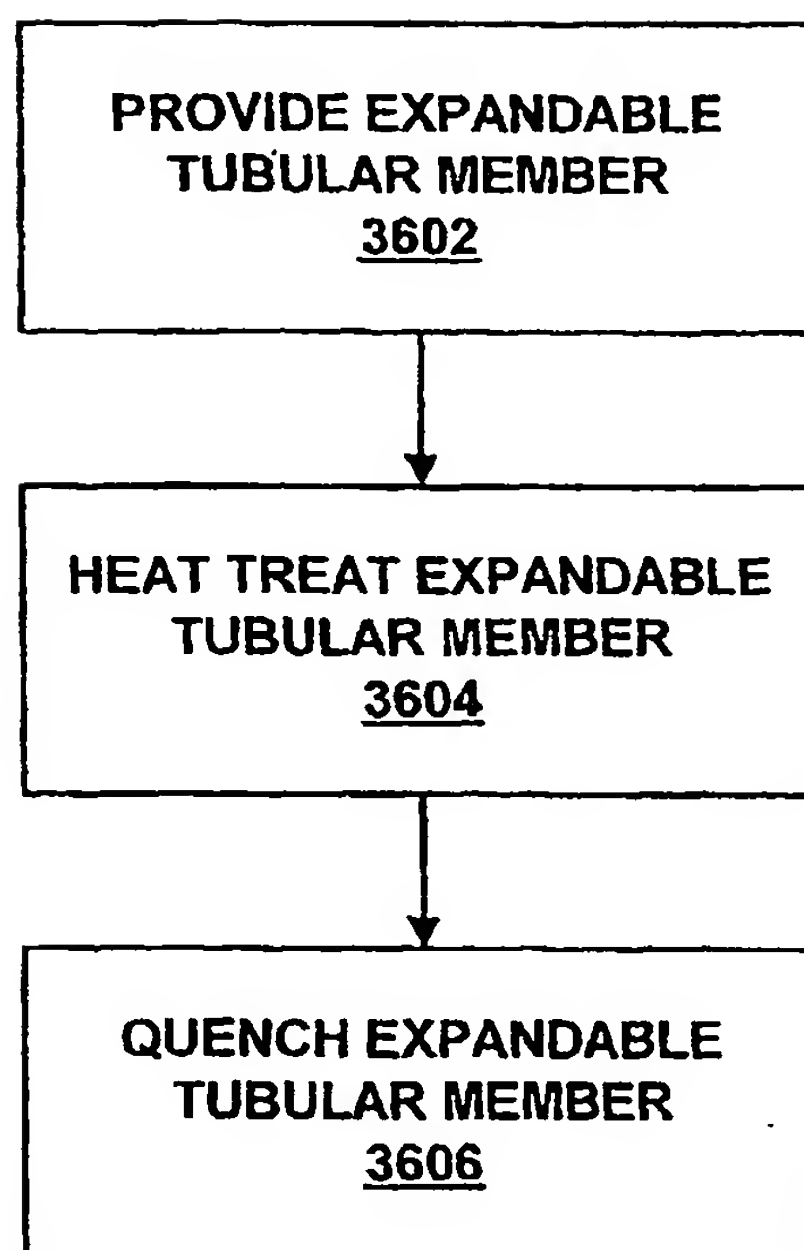 PROVIDE EXPANDABLE
TUBULAR MEMBER
3602
HEAT TREAT EXPANDABLE
TUBULAR MEMBER
3604
QUENCH EXPANDABLE
TUBULAR MEMBER
3606